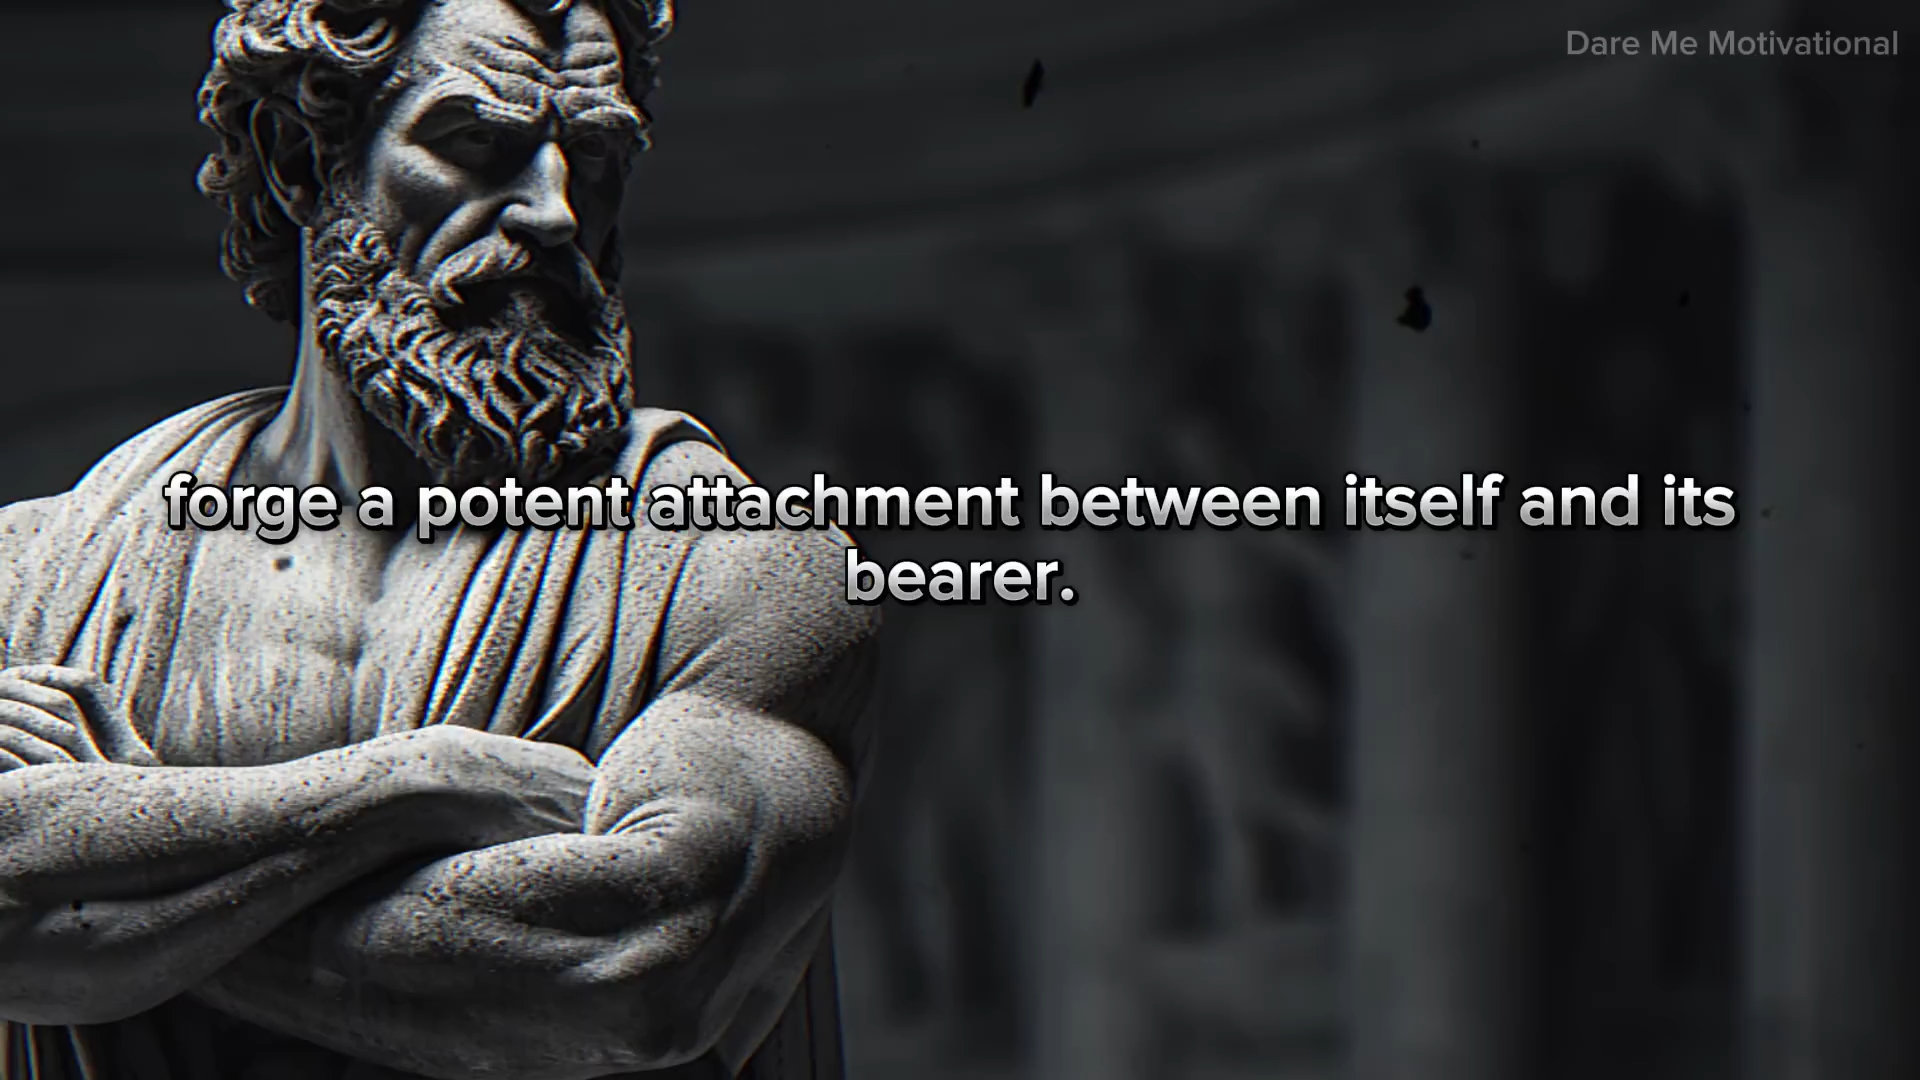 Dare Me Motivational
forge a potent attachment between itself and its
bearer.